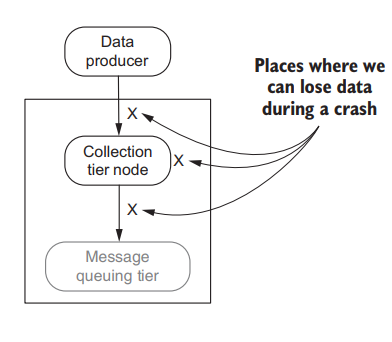 Data
producer
Places where we
can lose data
during a crash
X
Collection
tier node
X
X
Message
queuing tier